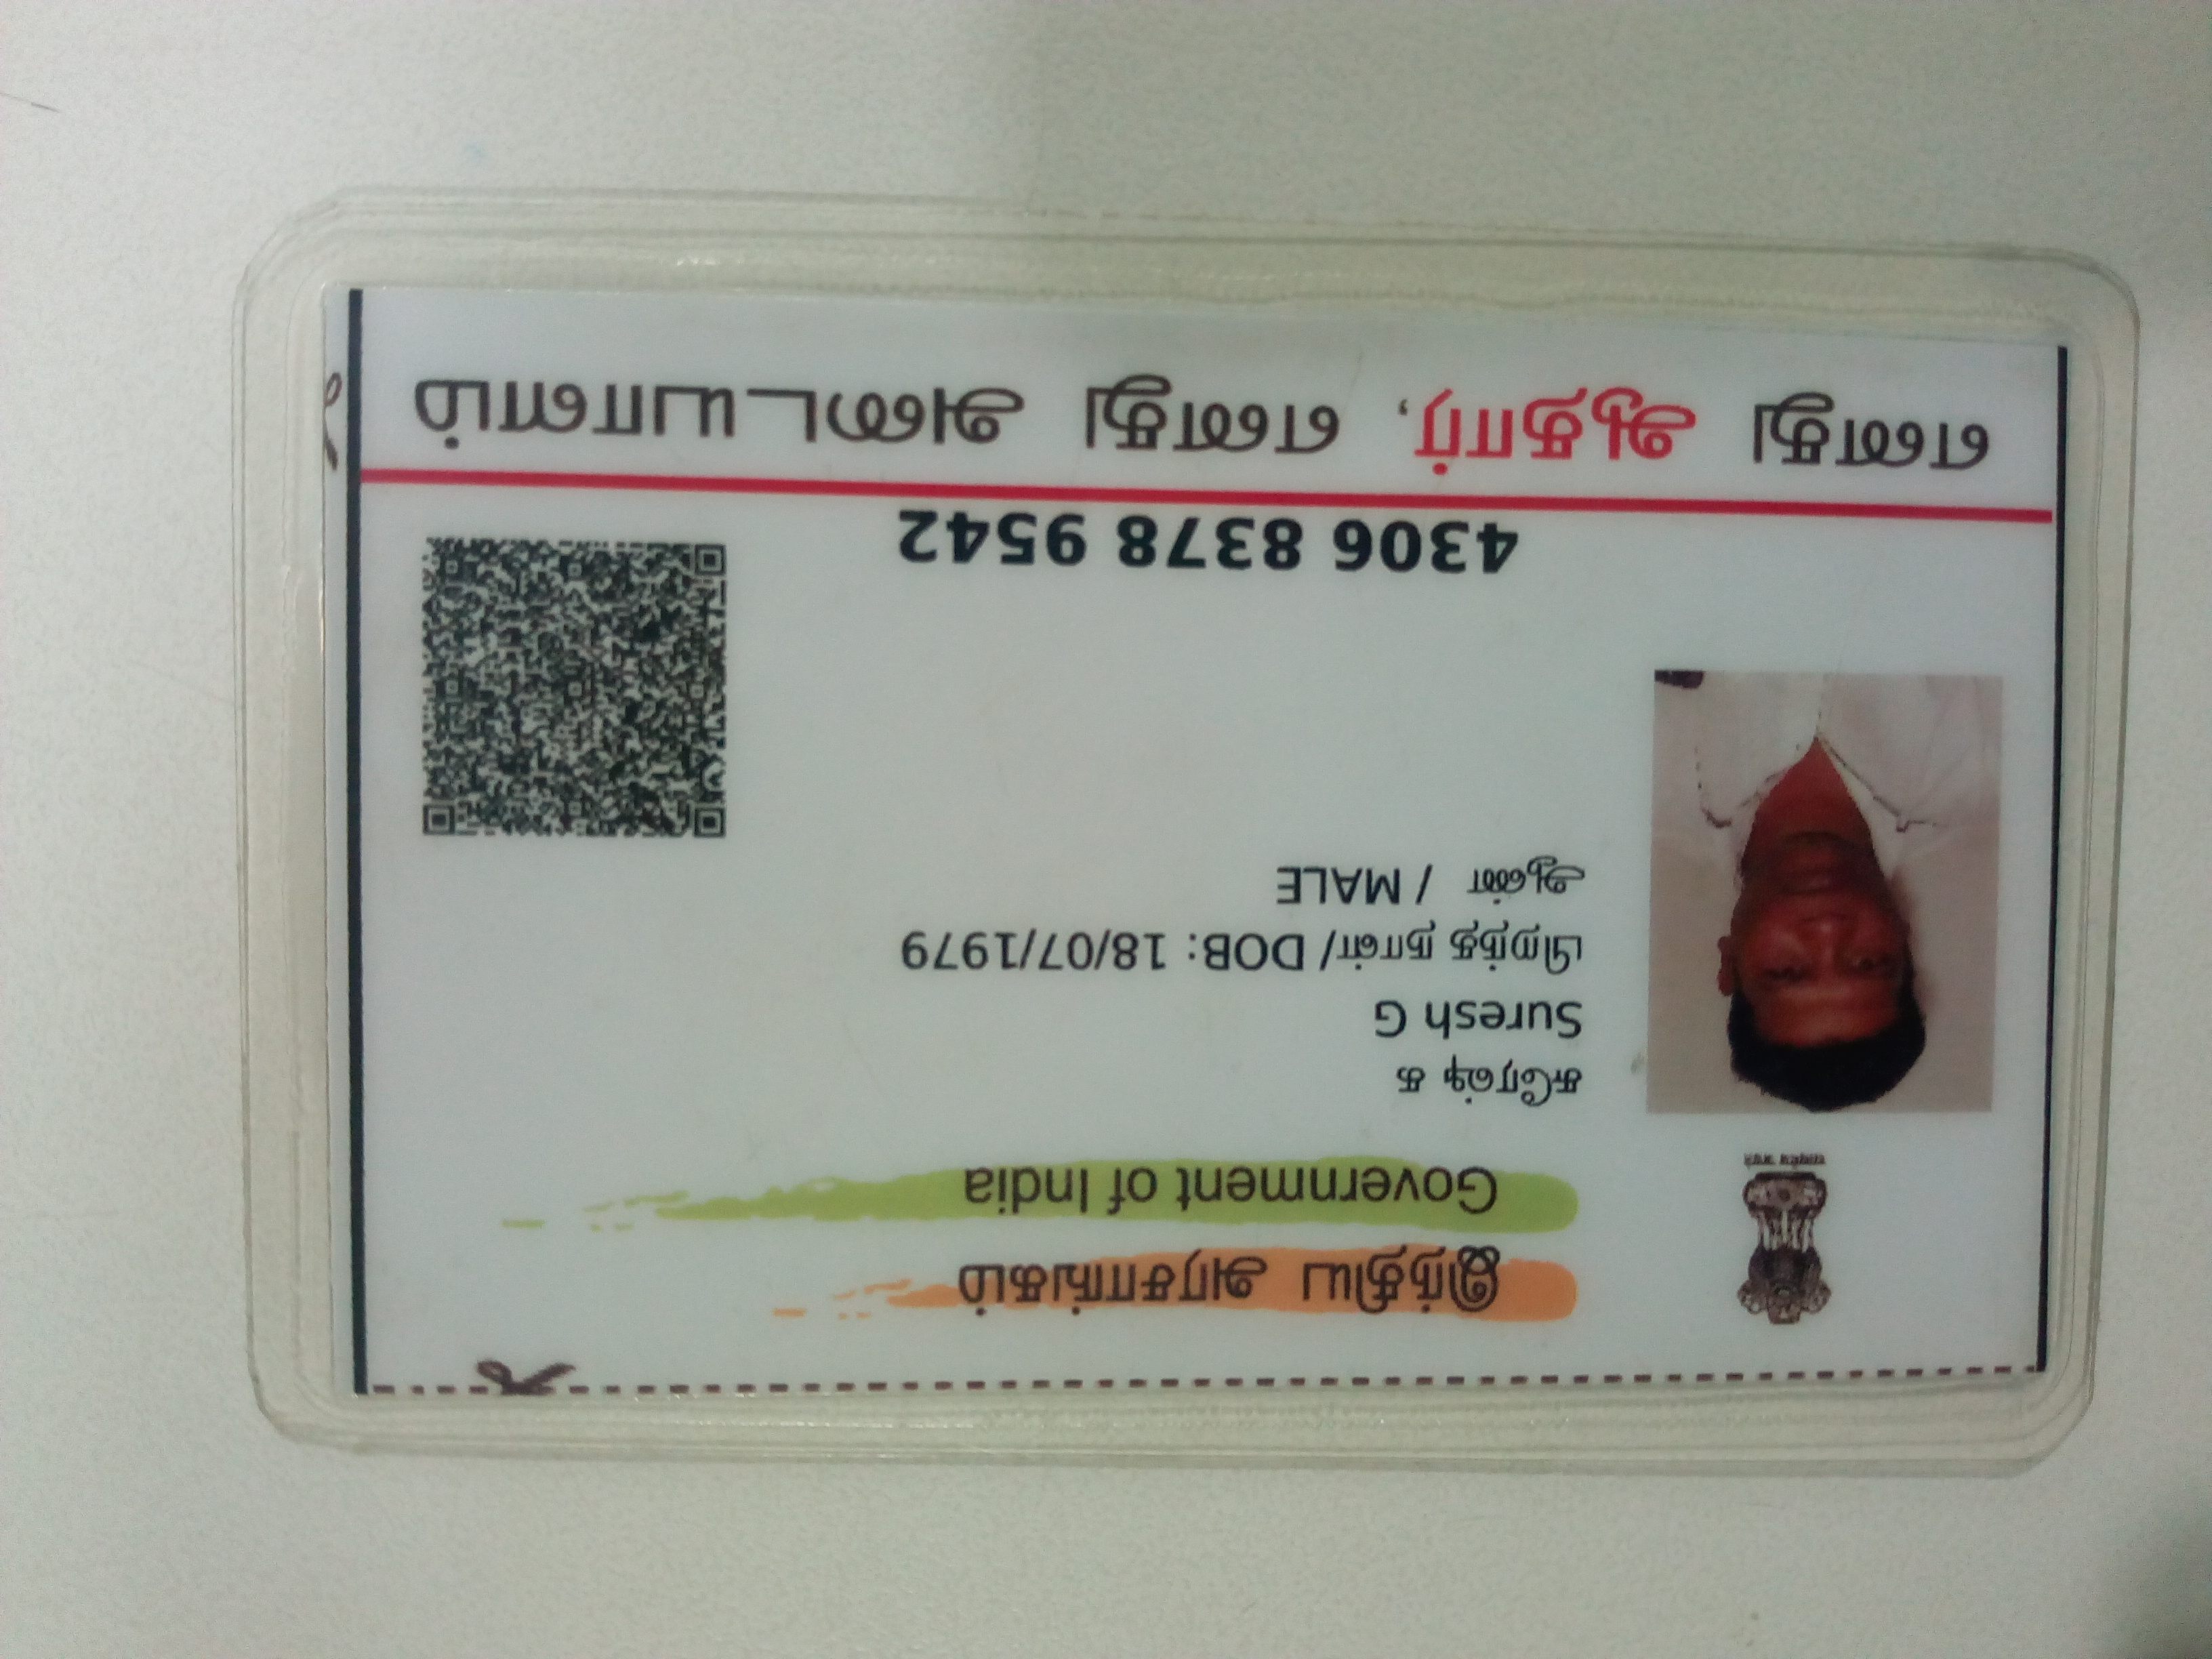 இந்திய அரசாங்கம்
Government of India
சுரேஷ் க
Suresh G
பிறந்த நாள்/ DOB: 18/07/1979
ஆண் / MALE
4306 8378 9542
எனது ஆதார், எனது அடையாளம்